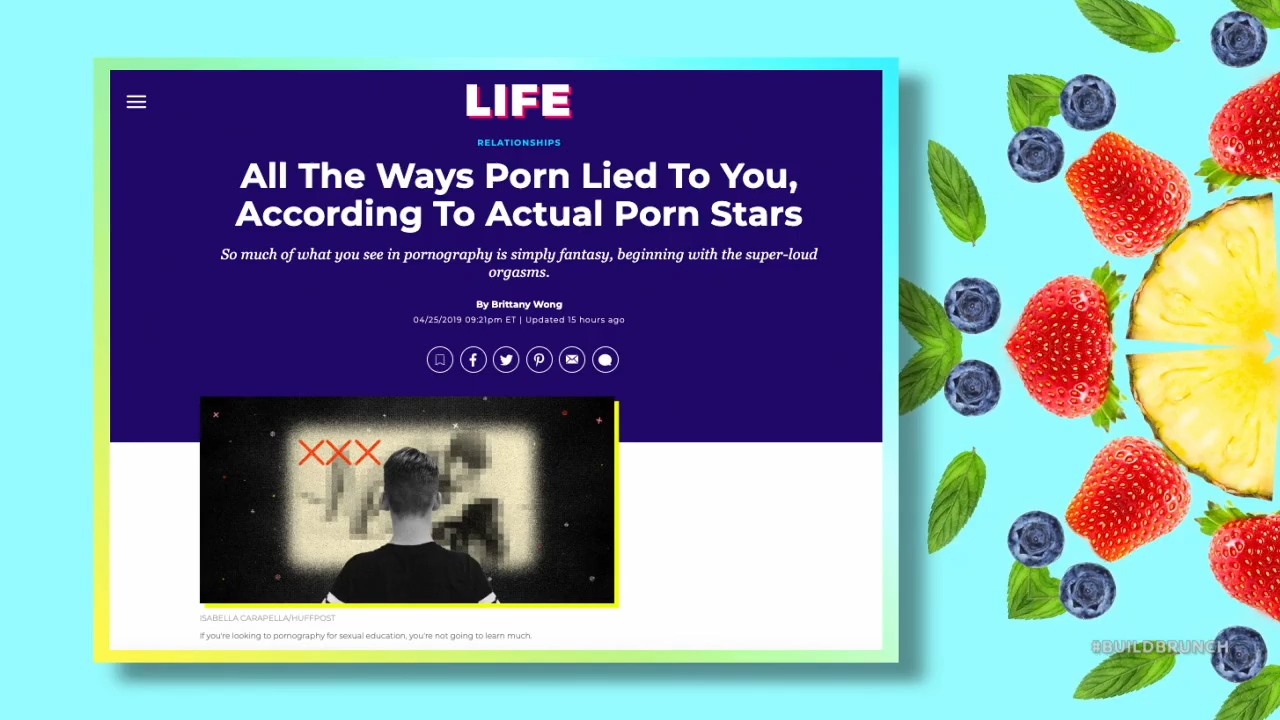 LIFE
RELATIONSHIPS
All The Ways Porn Lied To You,
According To Actual Porn Stars
So much of what you see in pornography is simply fantasy, beginning with the super-loud
orgasms.
By Brittany Wong
04/25/2019 09:21pm ET | Updated 15 hours ago
XXX
ISABELLA CARAPELLA/HUFFPOST
If you're looking to pornography for sexual education, you're not going to learn much.
#BUILDBRUNCH